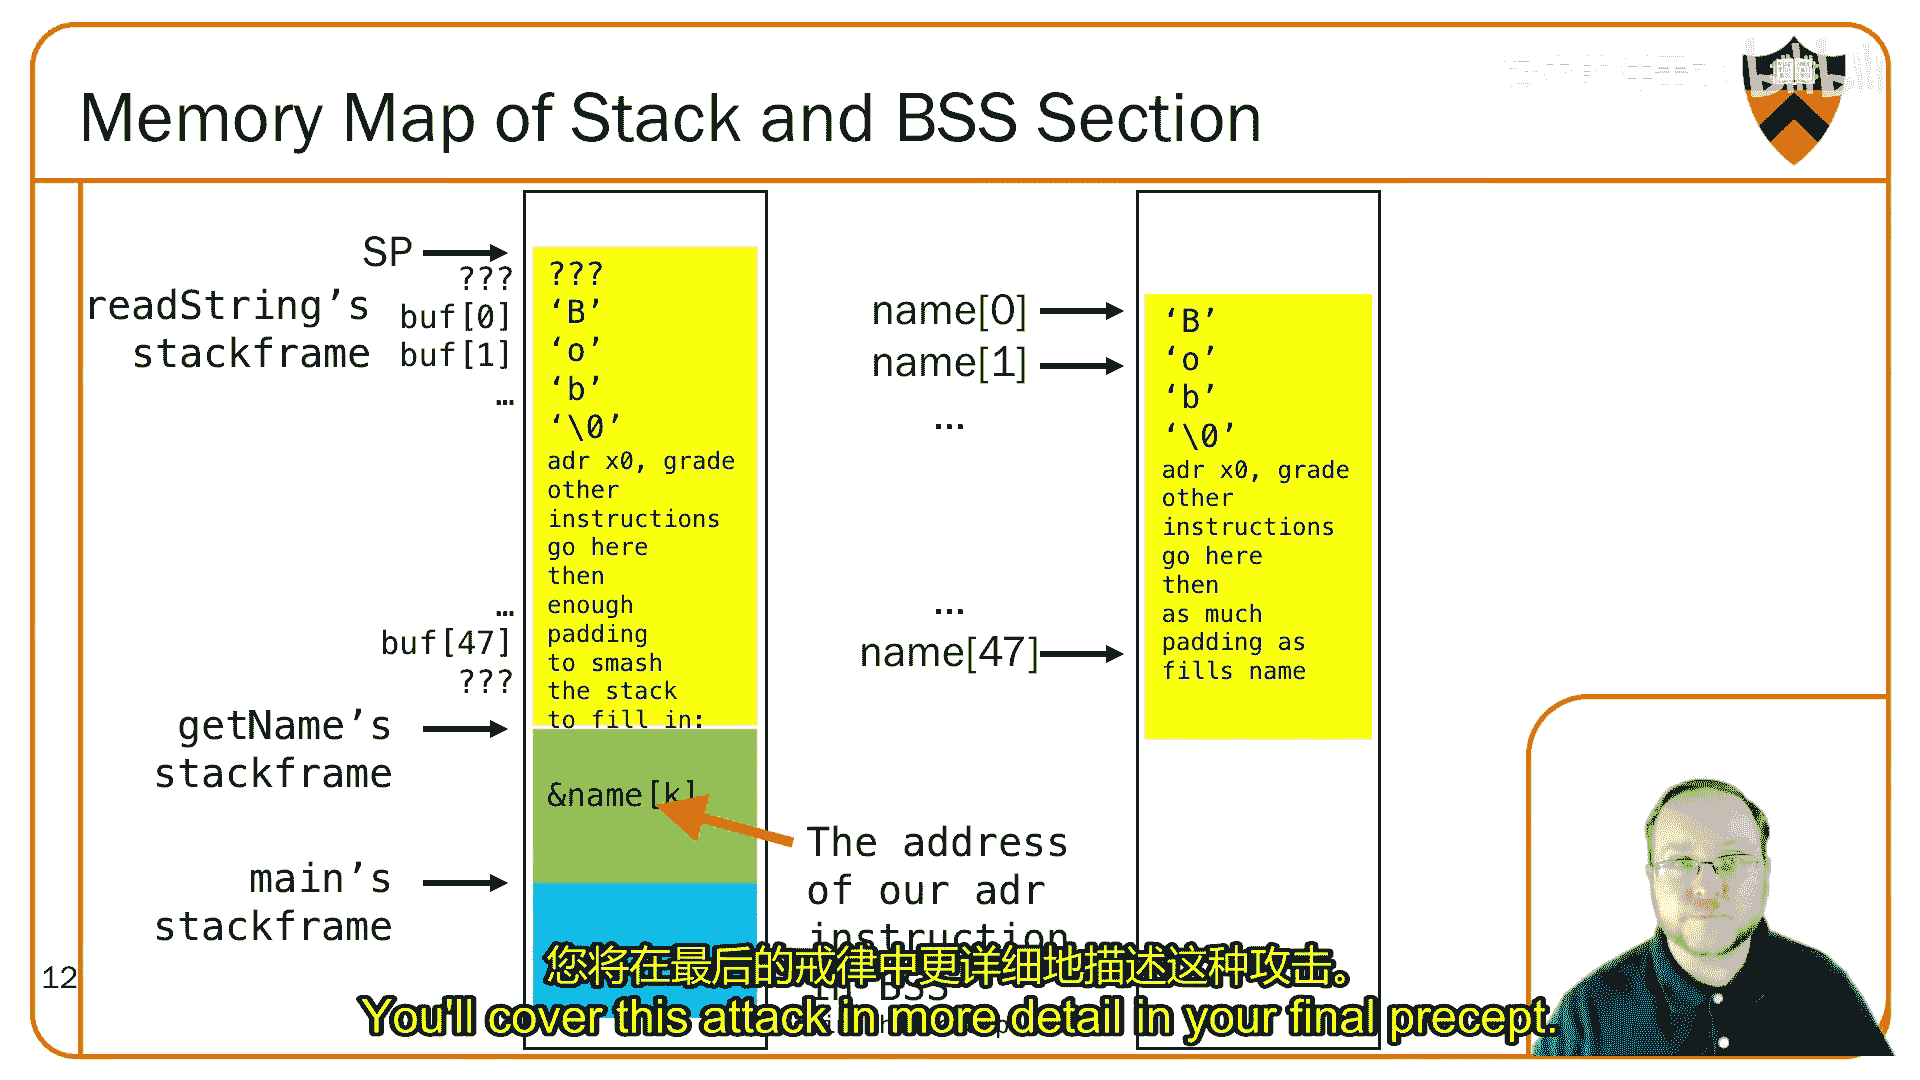 Memory Map of Stack and BSS Section
SP
???
readString’s
stackframe
buf[0]
buf[1]
…
…
buf[47]
???
getName’s
stackframe
main’s
stackframe
???
‘B’
‘o’
‘b’
‘\0’
adr x0, grade
other
instructions
go here
then
enough
padding
to smash
the stack
to fill in:
&name[k]
name[0]
name[1]
…
…
name[47]
‘B’
‘o’
‘b’
‘\0’
adr x0, grade
other
instructions
go here
then
as much
padding as
fills name
The address
of our adr
instruction
in BSS
12
您将在最后的戒律中更详细地描述这种攻击。
You'll cover this attack in more detail in your final precept.